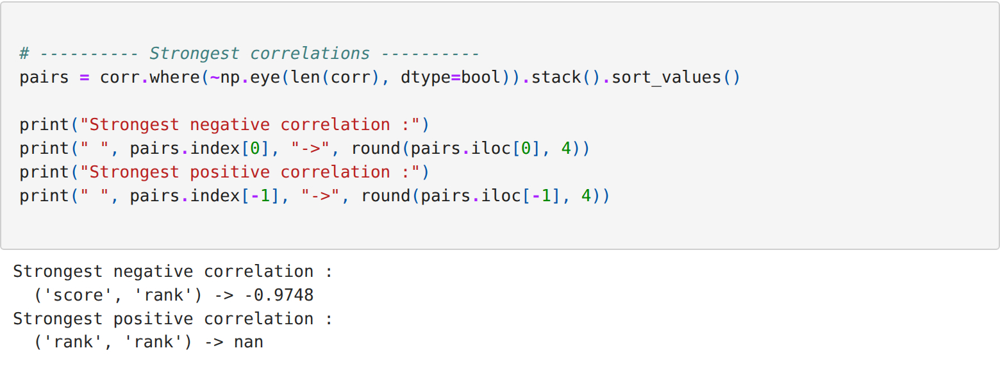 # ---------- Strongest correlations ----------
pairs = corr.where(~np.eye(len(corr), dtype=bool)).stack().sort_values()
print("Strongest negative correlation :")
print(" ", pairs.index[0], "->", round(pairs.iloc[0], 4))
print("Strongest positive correlation :")
print(" ", pairs.index[-1], "->", round(pairs.iloc[-1], 4))
Strongest negative correlation :
  ('score', 'rank') -> -0.9748
Strongest positive correlation :
  ('rank', 'rank') -> nan